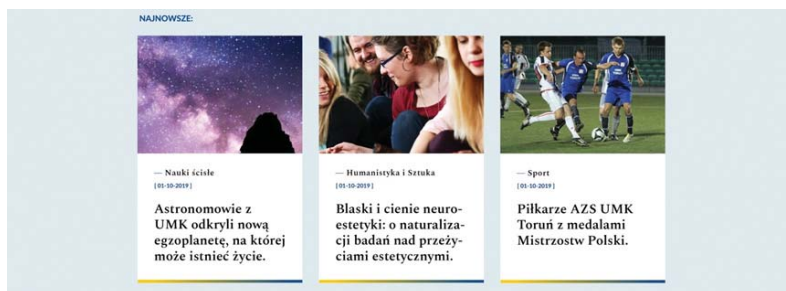 NAJNOWSZE:
— Nauki ścisłe
[ 01-10-2019 ]
Astronomowie z
UMK odkryli nową
egzoplanetę, na której
może istnieć życie.
— Humanistyka i Sztuka
[ 01-10-2019 ]
Blaski i cienie neuro-
estetyki: o naturaliza-
cji badań nad przeży-
ciami estetycznymi.
— Sport
[ 01-10-2019 ]
Piłkarze AZS UMK
Toruń z medalami
Mistrzostw Polski.